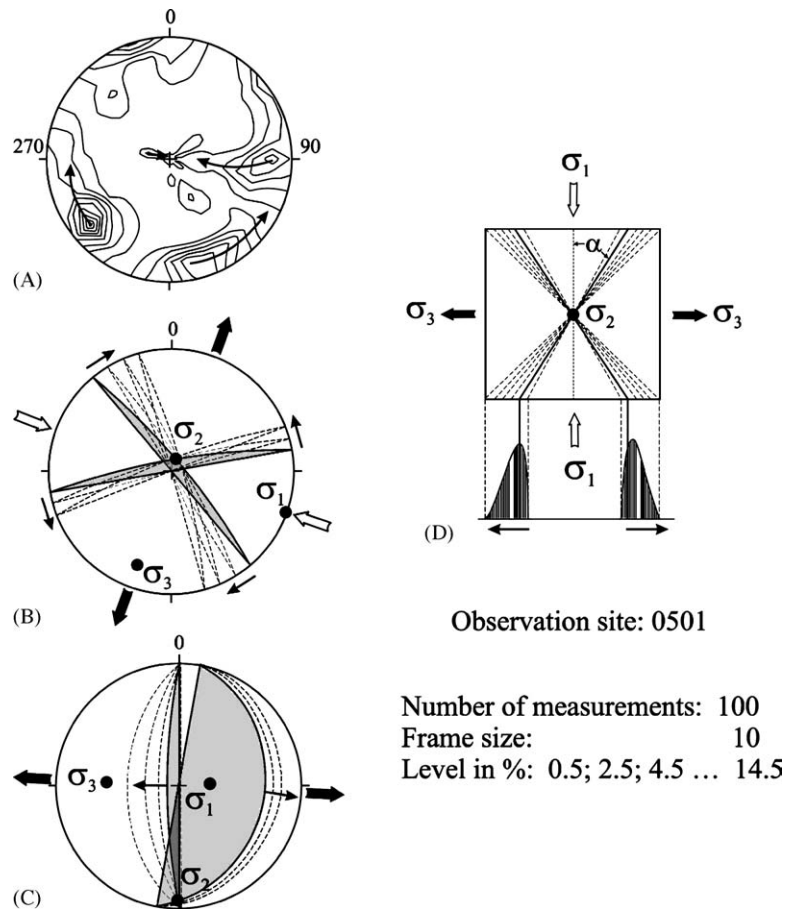 0
270
90
(A)
0
σ₂
σ₁
σ₃
(B)
0
σ₃
σ₁
σ₂
(C)
σ₁
α
σ₃
σ₂
σ₃
σ₁
(D)
Observation site: 0501
Number of measurements: 100
Frame size: 10
Level in %: 0.5; 2.5; 4.5 ... 14.5